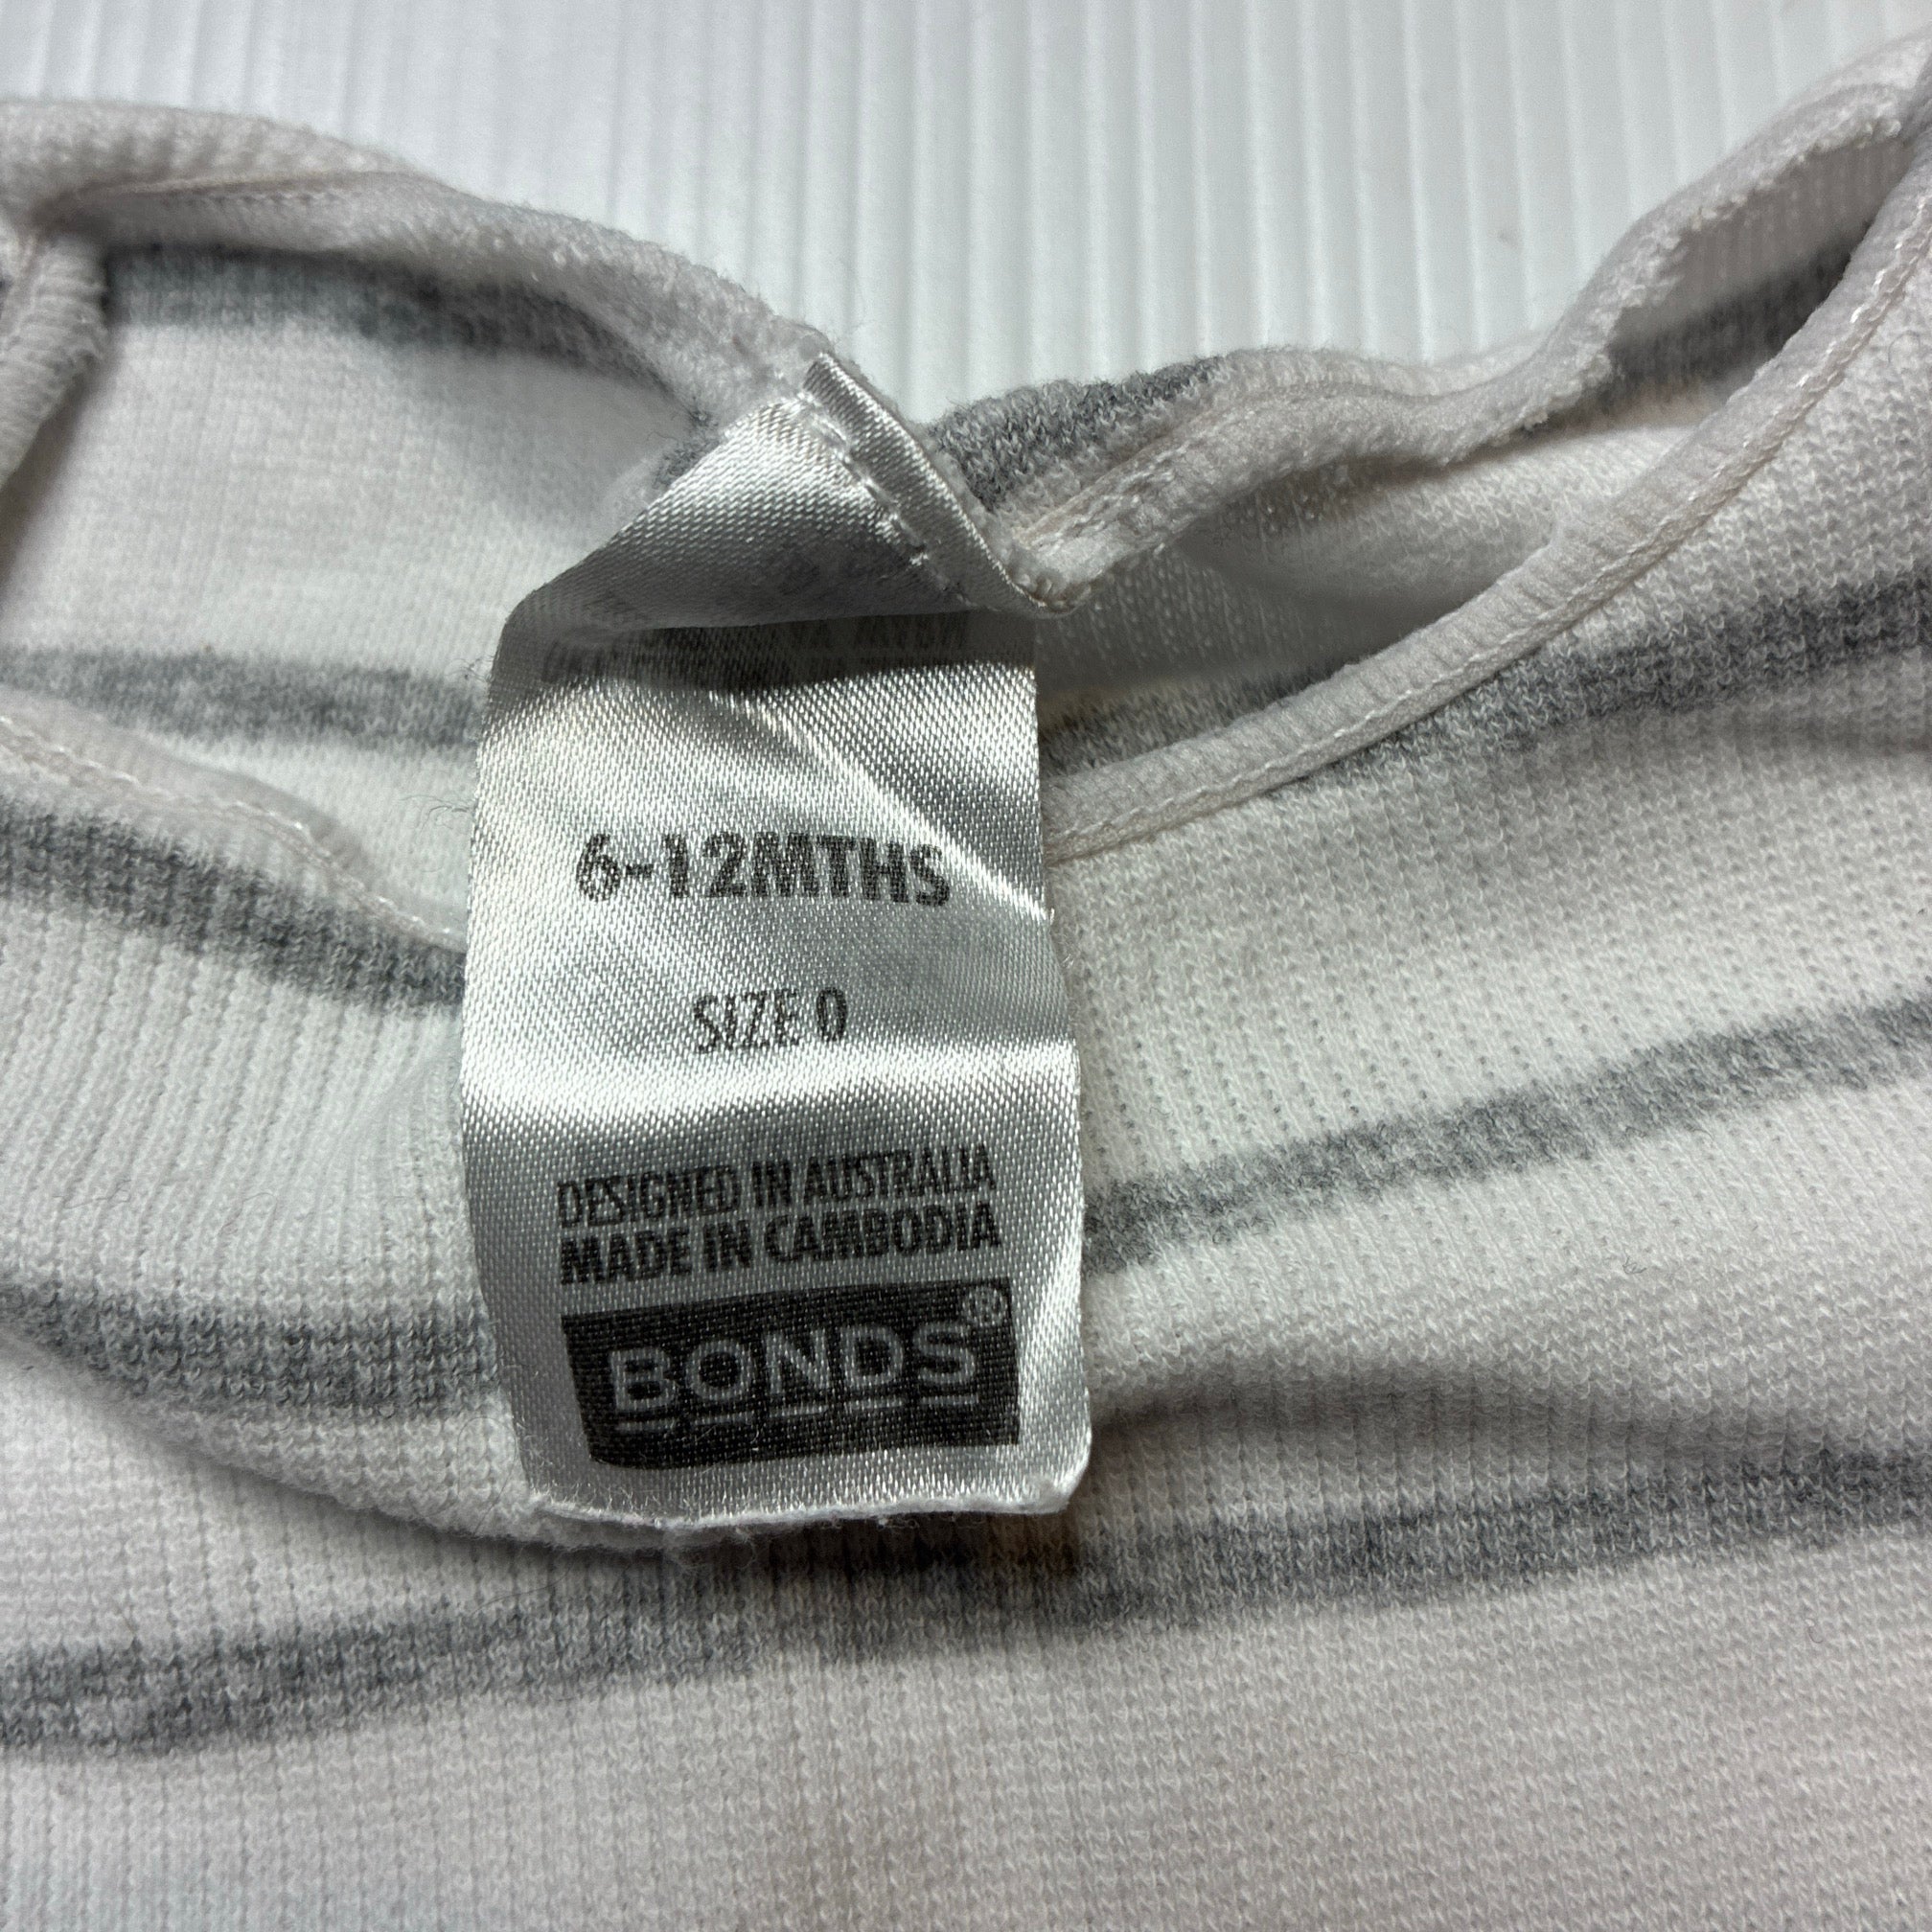 6-12MTHS
SIZE 0
DESIGNED IN AUSTRALIA
MADE IN CAMBODIA
BONDS®